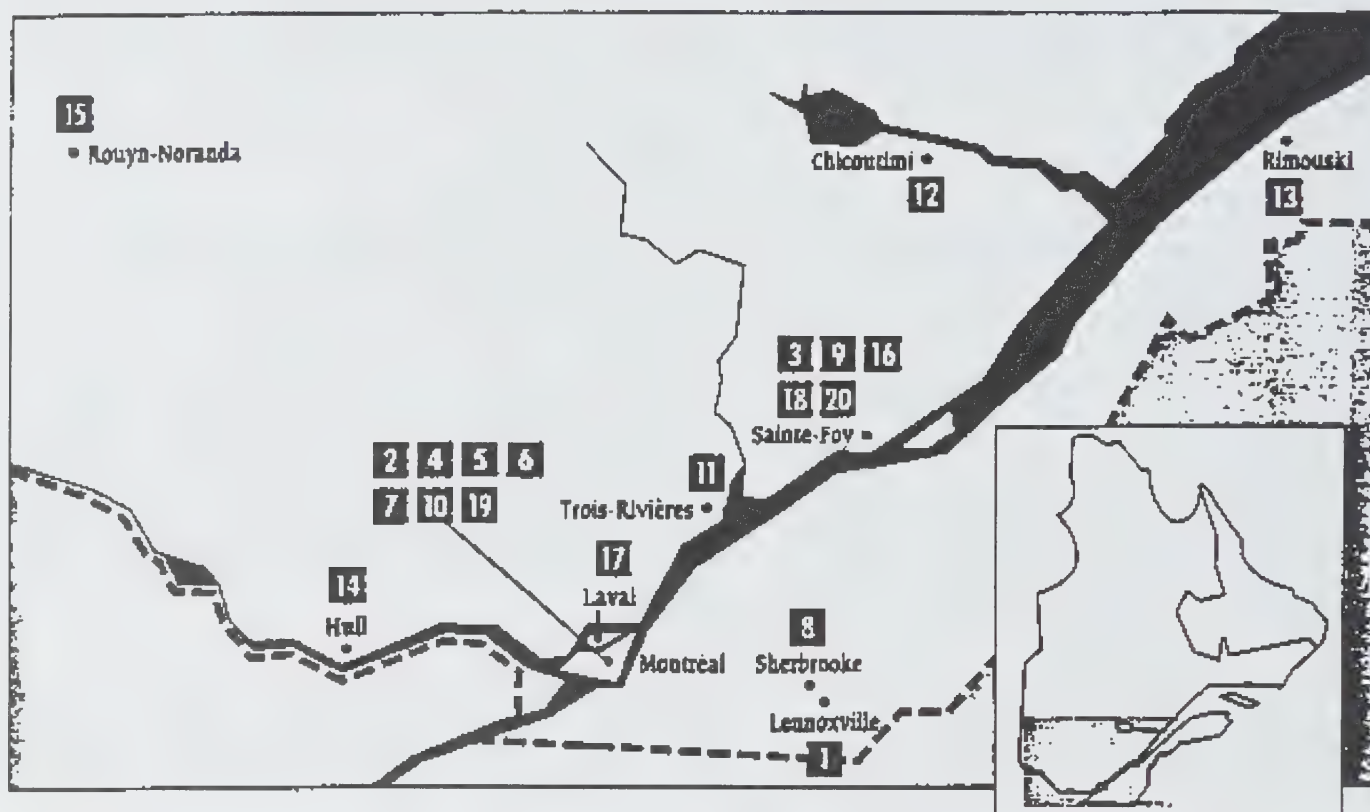 15
Rouyn-Noranda
Chicoutimi
12
Rimouski
13
3 9 16
18 20
Sainte-Foy
2 4 5 6
7 10 19
11
Trois-Rivières
17
Laval
14
Hull
Montréal
8
Sherbrooke
Lennoxville
1